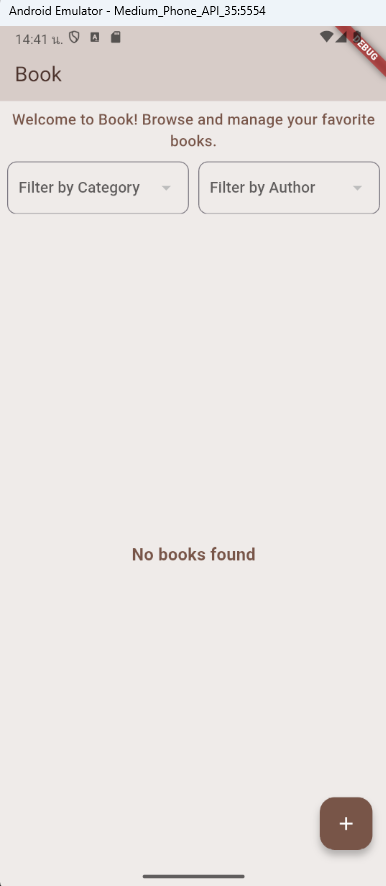 Android Emulator - Medium_Phone_API_35:5554
14:41 น.
DEBUG
Book
Welcome to Book! Browse and manage your favorite
books.
Filter by Category
Filter by Author
No books found
+